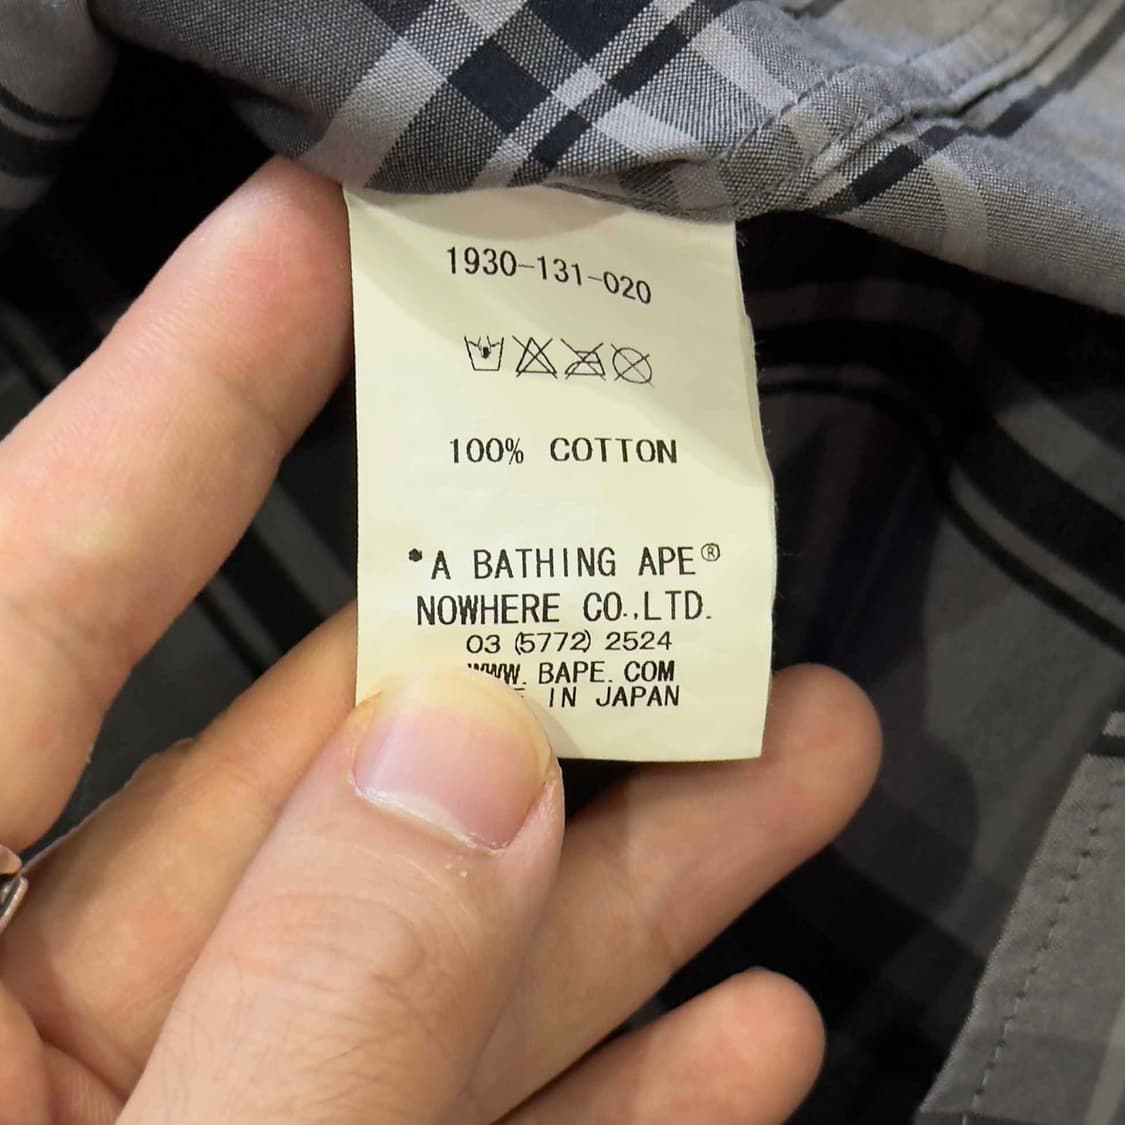 1930-131-020
100% COTTON
A BATHING APE®
NOWHERE CO.,LTD.
03 (5772) 2524
WWW. BAPE. COM
IN JAPAN